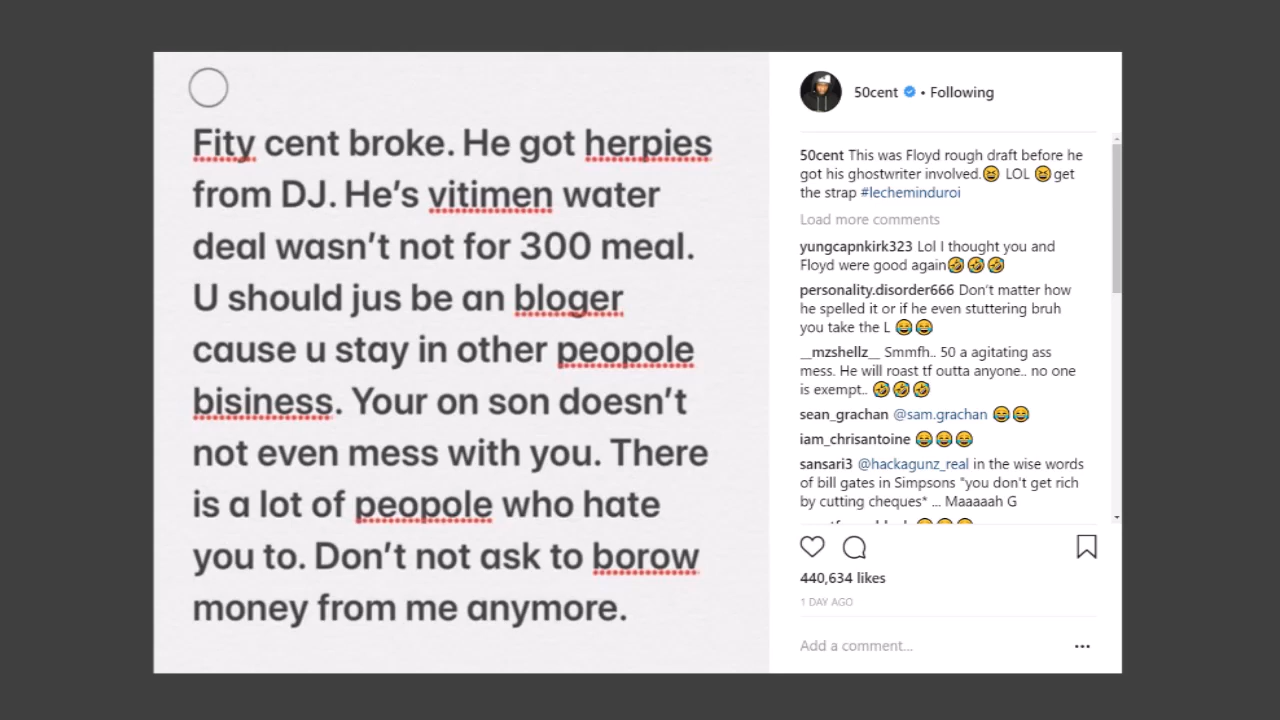 Fity cent broke. He got herpies
from DJ. He’s vitimen water
deal wasn’t not for 300 meal.
U should jus be an bloger
cause u stay in other peopole
bisiness. Your on son doesn’t
not even mess with you. There
is a lot of peopole who hate
you to. Don’t not ask to borow
money from me anymore.
50cent • Following
50cent This was Floyd rough draft before he
got his ghostwriter involved.😆 LOL 😆get
the strap #lecheminduroi
Load more comments
yungcapnkirk323 Lol I thought you and
Floyd were good again🤣🤣🤣
personality.disorder666 Don't matter how
he spelled it or if he even stuttering bruh
you take the L 😂😂
__mzshellz__ Smmfh.. 50 a agitating ass
mess. He will roast tf outta anyone.. no one
is exempt.. 🤣🤣🤣
sean_grachan @sam.grachan 😂😂
iam_chrisantoine 😂😂😂
sansari3 @hackagunz_real in the wise words
of bill gates in Simpsons "you don't get rich
by cutting cheques* ... Maaaaah G
440,634 likes
1 DAY AGO
Add a comment...